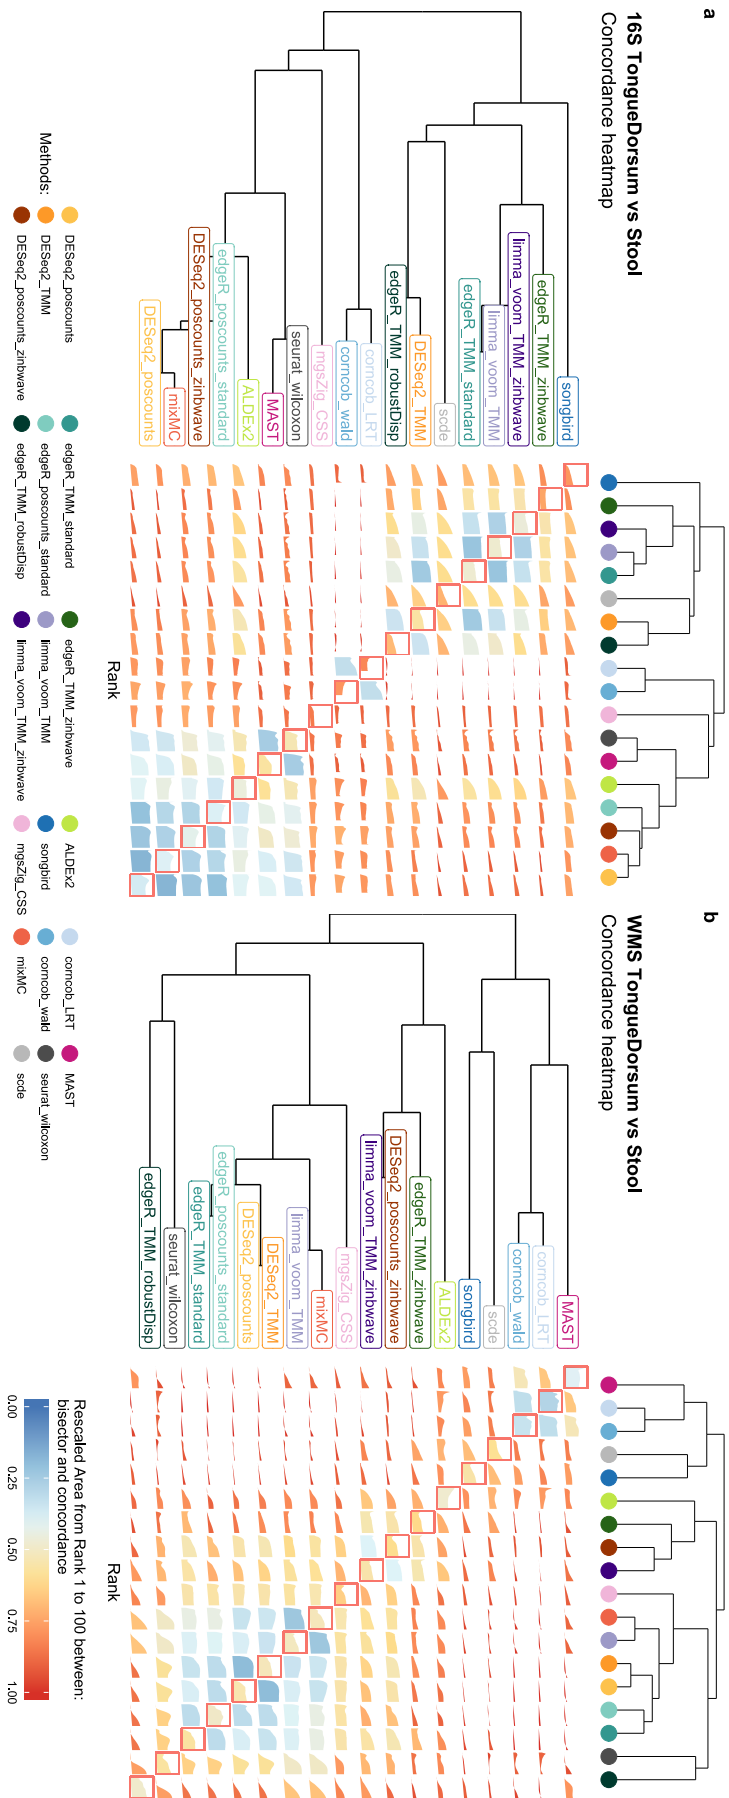 a
16S TongueDorsum vs Stool
Concordance heatmap
songbird
edgeR_TMM_zinbwave
limma_voom_TMM_zinbwave
limma_voom_TMM
edgeR_TMM_standard
scde
DESeq2_TMM
edgeR_TMM_robustDisp
corncob_LRT
corncob_wald
mgsZig_CSS
seurat_wilcoxon
MAST
ALDEx2
edgeR_poscounts_standard
DESeq2_poscounts_zinbwave
mixMC
DESeq2_poscounts
Rank
b
WMS TongueDorsum vs Stool
Concordance heatmap
MAST
corncob_LRT
corncob_wald
scde
songbird
ALDEx2
edgeR_TMM_zinbwave
DESeq2_poscounts_zinbwave
limma_voom_TMM_zinbwave
mgsZig_CSS
mixMC
limma_voom_TMM
DESeq2_TMM
DESeq2_poscounts
edgeR_poscounts_standard
edgeR_TMM_standard
seurat_wilcoxon
edgeR_TMM_robustDisp
Rank
Methods:
DESeq2_poscounts
edgeR_TMM_standard
edgeR_TMM_zinbwave
ALDEx2
corncob_LRT
MAST
DESeq2_TMM
edgeR_poscounts_standard
limma_voom_TMM
songbird
corncob_wald
seurat_wilcoxon
DESeq2_poscounts_zinbwave
edgeR_TMM_robustDisp
limma_voom_TMM_zinbwave
mgsZig_CSS
mixMC
scde
Rescaled Area from Rank 1 to 100 between:
bisector and concordance
0.00 0.25 0.50 0.75 1.00